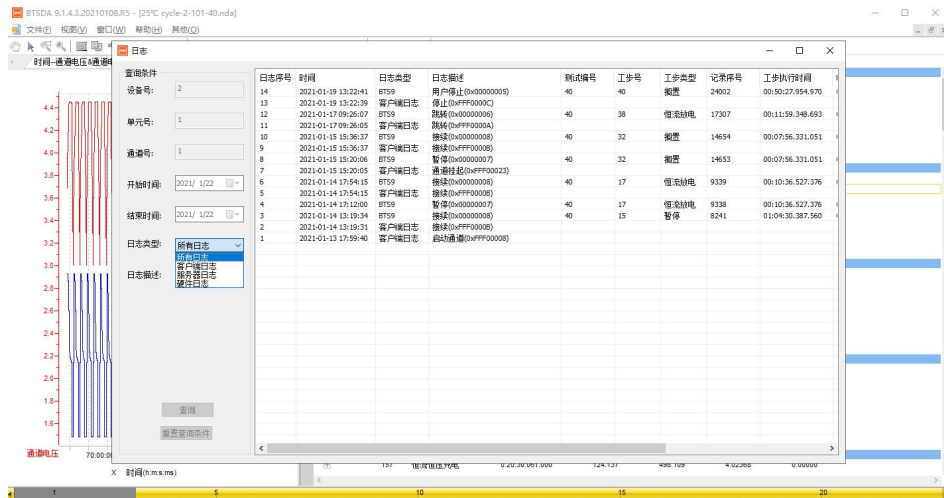 BTSDA 9.1.4.3.20210108.R5 - [25℃ cycle-2-101-40.nda]
文件(F) 视图(V) 窗口(W) 帮助(H) 其他(O)
时间--通道电压&通道电
日志
查询条件
设备号: 2
单元号: 1
通道号: 1
开始时间: 2021/ 1/22
结束时间: 2021/ 1/22
日志类型: 所有日志
所有日志
客户端日志
服务器日志
硬件日志
日志描述:
查询
重置查询条件
日志序号 时间 日志类型 日志描述 测试编号 工步号 工步类型 记录序号 工步执行时间
14 2021-01-19 13:22:41 BTS9 用户停止(0x00000005) 40 40 搁置 24002 00:50:27.954.970
13 2021-01-19 13:22:39 客户端日志 停止(0xFFF0000C)
12 2021-01-17 09:26:07 BTS9 跳转(0x00000006) 40 38 恒流放电 17307 00:11:59.348.693
11 2021-01-17 09:26:05 客户端日志 跳转(0xFFF0000A)
10 2021-01-15 15:36:37 BTS9 接续(0x00000008) 40 32 搁置 14654 00:07:56.331.051
9 2021-01-15 15:36:37 客户端日志 接续(0xFFF0000B)
8 2021-01-15 15:20:06 BTS9 暂停(0x00000007) 40 32 搁置 14653 00:07:56.331.051
7 2021-01-15 15:20:05 客户端日志 通道挂起(0xFFF00023)
6 2021-01-14 17:54:15 BTS9 接续(0x00000008) 40 17 恒流放电 9339 00:10:36.527.376
5 2021-01-14 17:54:15 客户端日志 接续(0xFFF0000B)
4 2021-01-14 17:12:00 BTS9 暂停(0x00000007) 40 17 恒流放电 9338 00:10:36.527.376
3 2021-01-14 13:19:34 BTS9 接续(0x00000008) 40 15 暂停 8241 01:04:30.387.560
2 2021-01-14 13:19:31 客户端日志 接续(0xFFF0000B)
1 2021-01-13 17:59:40 客户端日志 启动通道(0xFFF00008)
4.4
4.2
4.0
3.8
3.6
3.4
3.2
3.0
2.8
2.6
2.4
2.2
2.0
1.8
1.6
通道电压 70:00:0
X 时间(h:m:s:ms)
157 恒流恒压充电 0:20:30.061.000 124.137 498.109 4.02368 0.00000
1 5 10 15 20